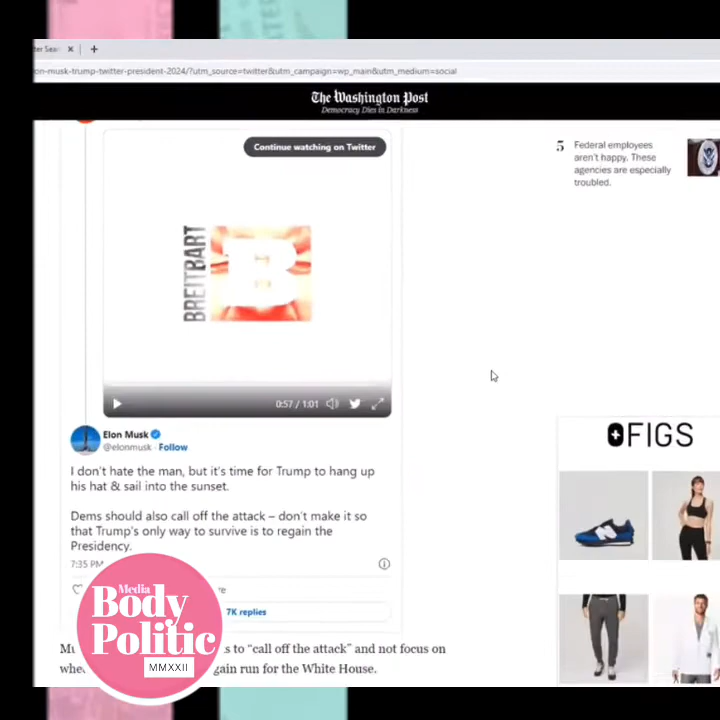 ter Sea
on-musk-trump-twitter-president-2024/?utm_source=twitter&utm_campaign=wp_main&utm_medium=social
The Washington Post
Democracy Dies in Darkness
Continue watching on Twitter
5
Federal employees
aren't happy. These
agencies are especially
troubled.
BREITBART
B
0:57 / 1:01
FIGS
Elon Musk
@elonmusk · Follow
I don't hate the man, but it's time for Trump to hang up
his hat & sail into the sunset.
Dems should also call off the attack – don't make it so
that Trump's only way to survive is to regain the
Presidency.
7:35 PM
7K replies
s to “call off the attack” and not focus on
gain run for the White House.
Media
Body
Politic
MMXXII